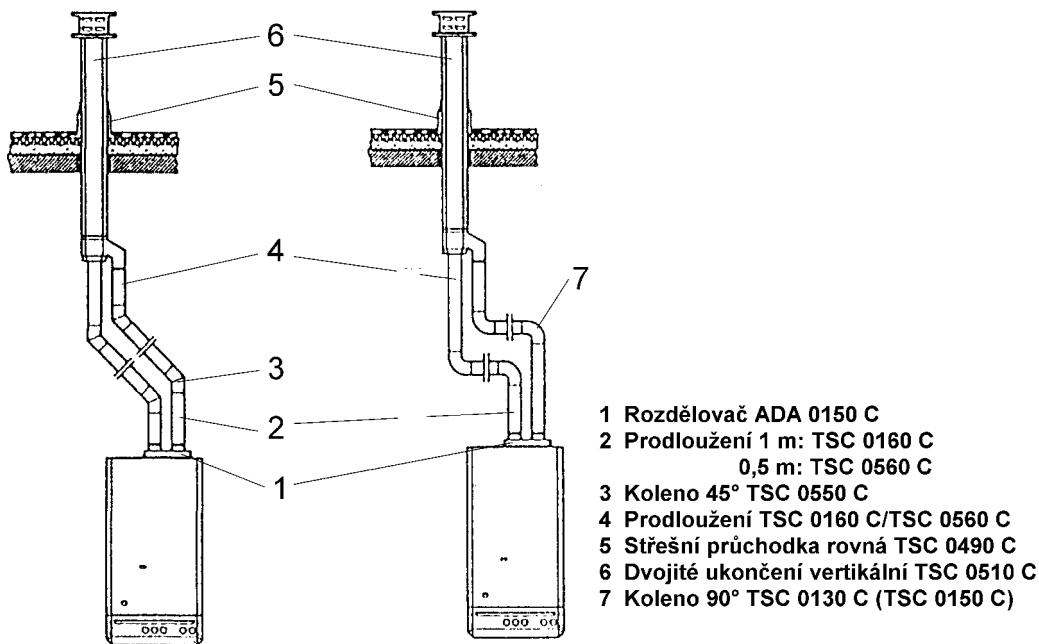 6
5
4
7
3
2
1
1 Rozdělovač ADA 0150 C
2 Prodloužení 1 m: TSC 0160 C
0,5 m: TSC 0560 C
3 Koleno 45° TSC 0550 C
4 Prodloužení TSC 0160 C/TSC 0560 C
5 Střešní průchodka rovná TSC 0490 C
6 Dvojité ukončení vertikální TSC 0510 C
7 Koleno 90° TSC 0130 C (TSC 0150 C)